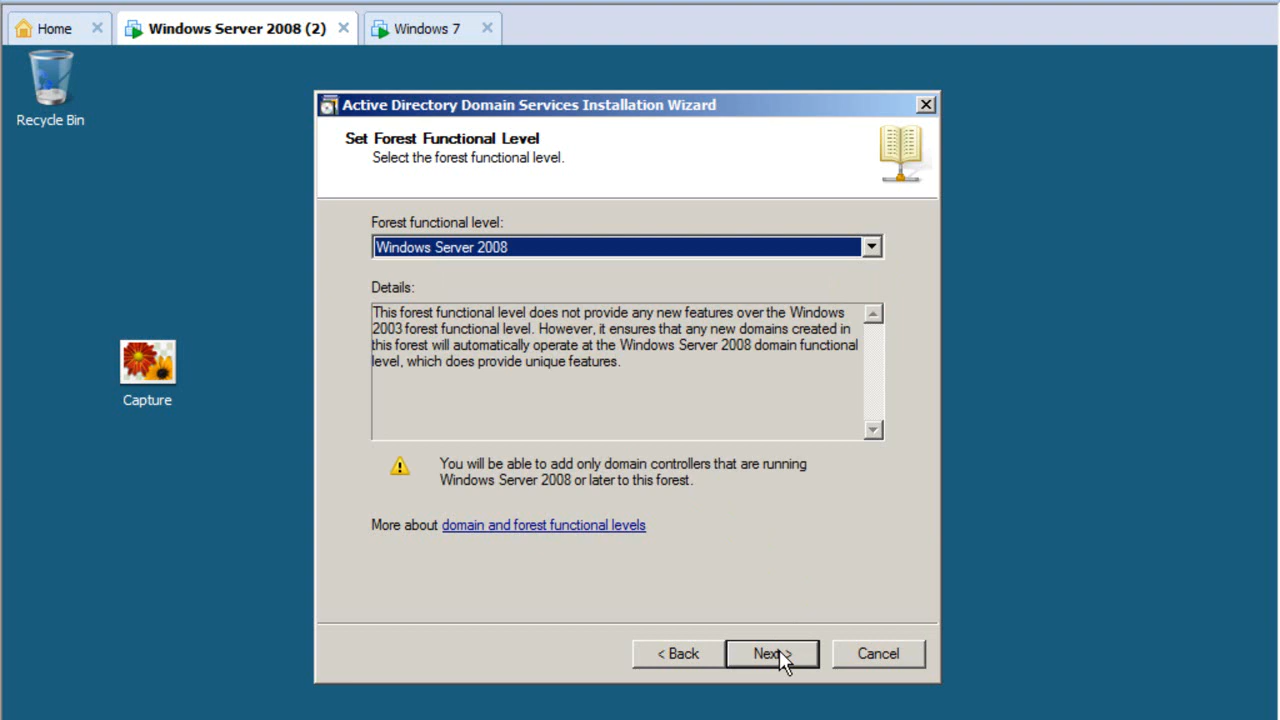 Home
Windows Server 2008 (2)
Windows 7
Recycle Bin
Active Directory Domain Services Installation Wizard
Set Forest Functional Level
Select the forest functional level.
Forest functional level:
Windows Server 2008
Details:
This forest functional level does not provide any new features over the Windows
2003 forest functional level. However, it ensures that any new domains created in
this forest will automatically operate at the Windows Server 2008 domain functional
level, which does provide unique features.
Capture
You will be able to add only domain controllers that are running
Windows Server 2008 or later to this forest.
More about domain and forest functional levels
< Back
Next >
Cancel